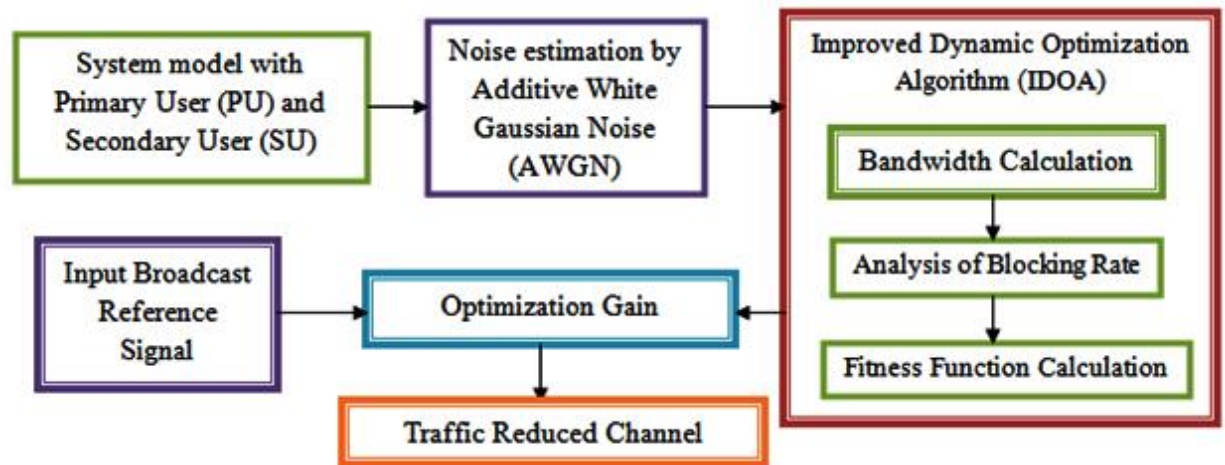 System model with
Primary User (PU) and
Secondary User (SU)
Noise estimation by
Additive White
Gaussian Noise
(AWGN)
Improved Dynamic Optimization
Algorithm (IDOA)
Bandwidth Calculation
Analysis of Blocking Rate
Fitness Function Calculation
Input Broadcast
Reference
Signal
Optimization Gain
Traffic Reduced Channel